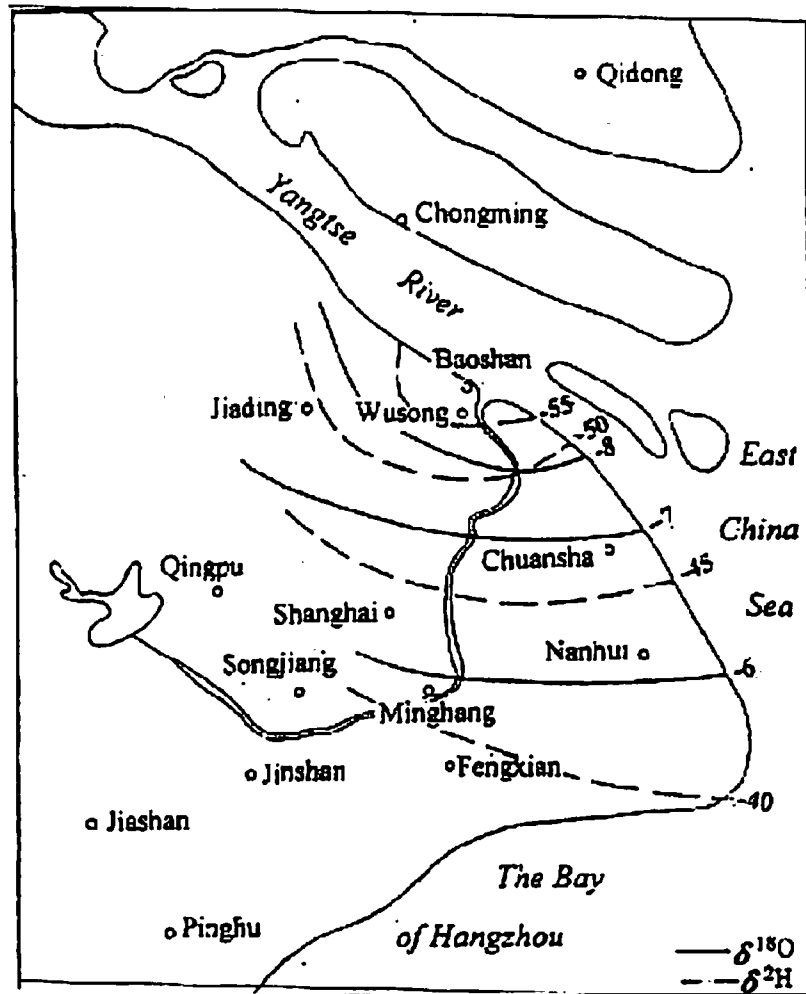 Qidong
Yangtse
River
Chongming
Baoshan
Jiading
Wusong
-55
-50
-8
East
China
Sea
-7
Chuansha
-45
Qingpu
Shanghai
Nanhui
Songjiang
-6
Minghang
Jinshan
Fengxian
-40
Jiashan
The Bay
of Hangzhou
Pinghu
δ¹⁸O
δ²H